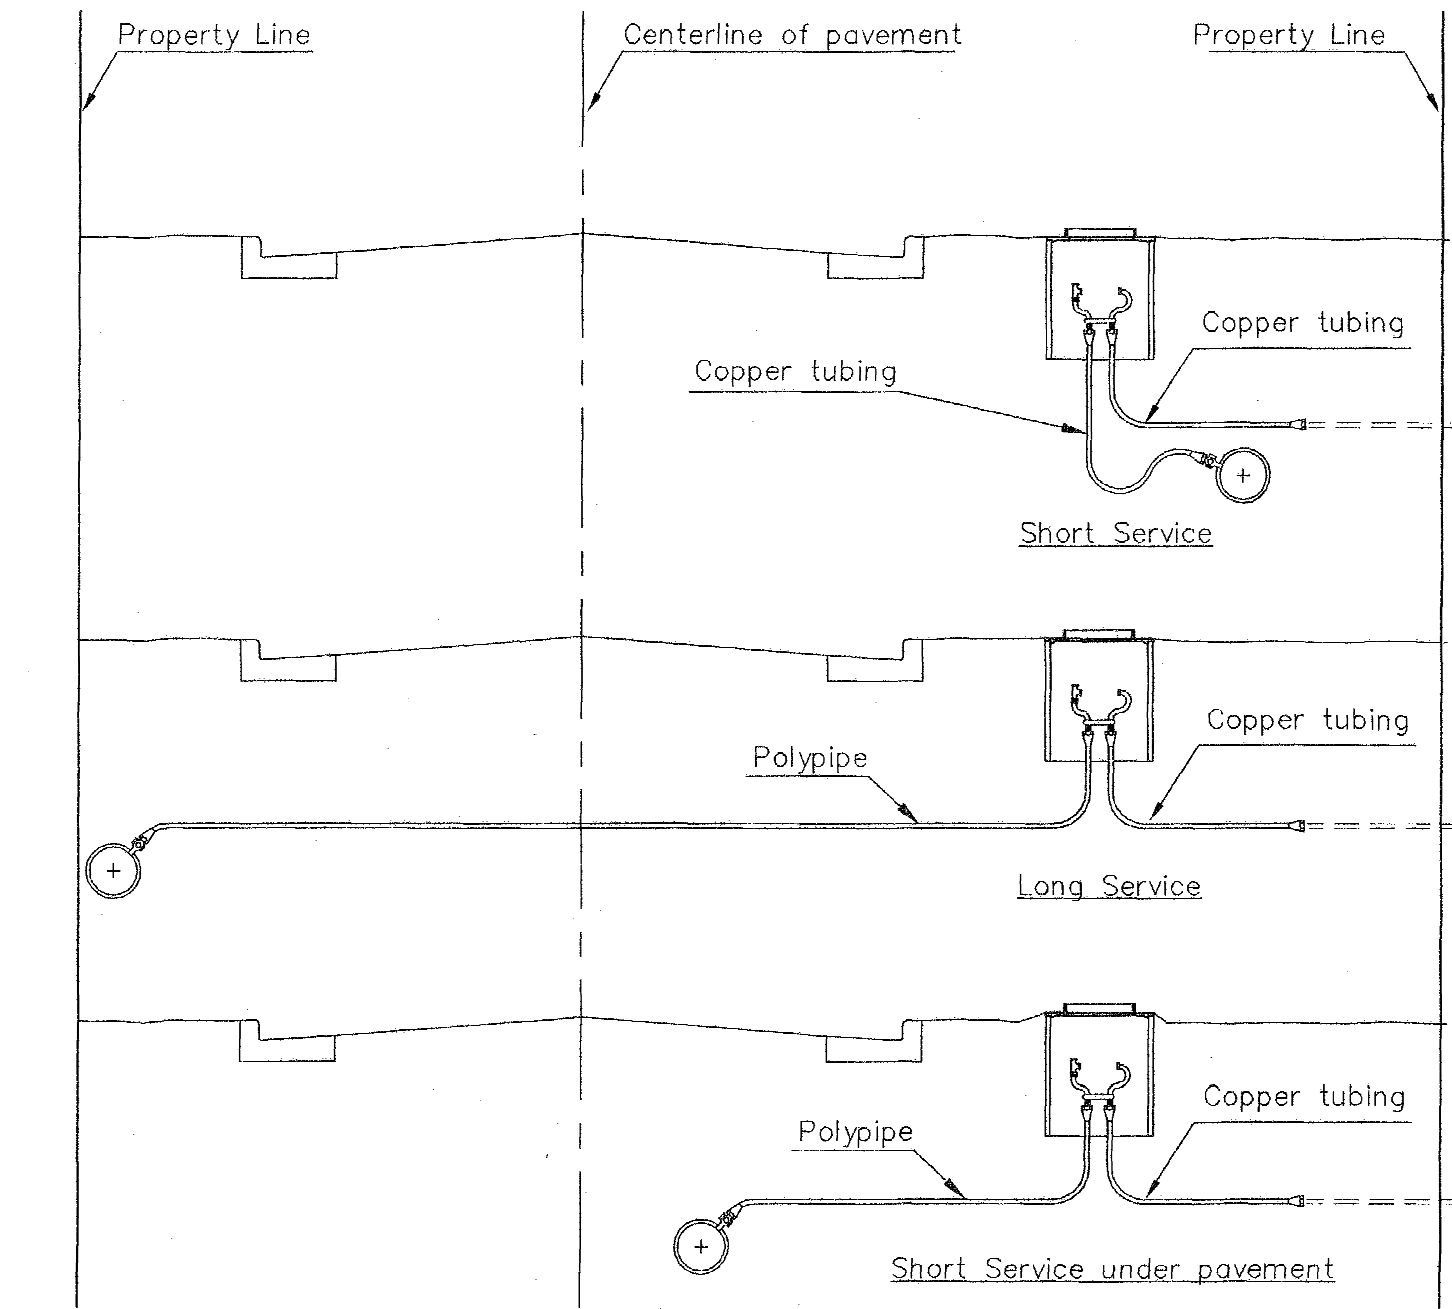 Property Line
Centerline of pavement
Property Line
Copper tubing
Copper tubing
Short Service
Copper tubing
Polypipe
Long Service
Copper tubing
Polypipe
Short Service under pavement